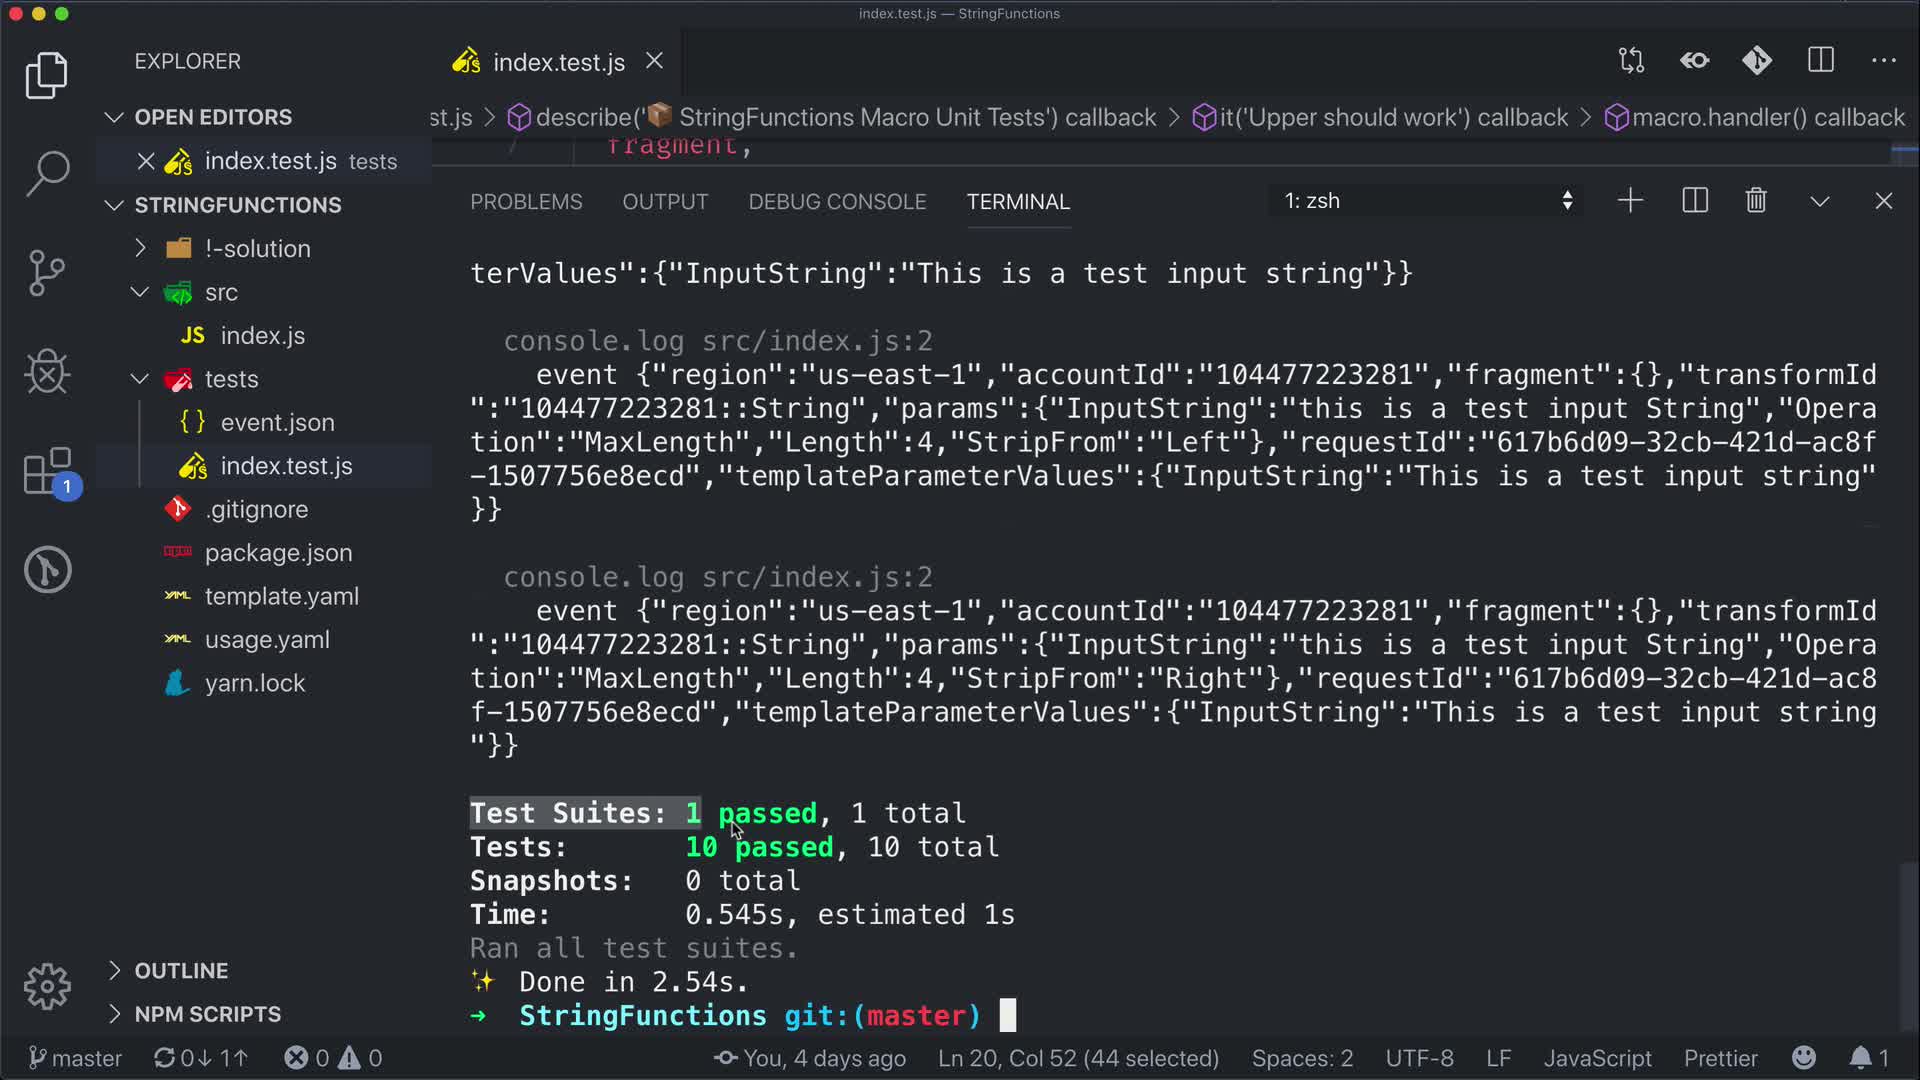 index.test.js — StringFunctions
EXPLORER
index.test.js
OPEN EDITORS
st.js > describe('📦 StringFunctions Macro Unit Tests') callback > it('Upper should work') callback > macro.handler() callback
7 fragment,
index.test.js tests
STRINGFUNCTIONS
!-solution
src
JS index.js
tests
{} event.json
index.test.js
.gitignore
package.json
YAML template.yaml
YAML usage.yaml
yarn.lock
1
OUTLINE
NPM SCRIPTS
PROBLEMS OUTPUT DEBUG CONSOLE TERMINAL 1: zsh
terValues":{"InputString":"This is a test input string"}}
console.log src/index.js:2
event {"region":"us-east-1","accountId":"104477223281","fragment":{},"transformId
":"104477223281::String","params":{"InputString":"this is a test input String","Opera
tion":"MaxLength","Length":4,"StripFrom":"Left"},"requestId":"617b6d09-32cb-421d-ac8f
-1507756e8ecd","templateParameterValues":{"InputString":"This is a test input string"
}}
console.log src/index.js:2
event {"region":"us-east-1","accountId":"104477223281","fragment":{},"transformId
":"104477223281::String","params":{"InputString":"this is a test input String","Opera
tion":"MaxLength","Length":4,"StripFrom":"Right"},"requestId":"617b6d09-32cb-421d-ac8
f-1507756e8ecd","templateParameterValues":{"InputString":"This is a test input string
"}}
Test Suites: 1 passed, 1 total
Tests: 10 passed, 10 total
Snapshots: 0 total
Time: 0.545s, estimated 1s
Ran all test suites.
✨ Done in 2.54s.
➜ StringFunctions git:(master)
master 0↓ 1↑ 0 0 You, 4 days ago Ln 20, Col 52 (44 selected) Spaces: 2 UTF-8 LF JavaScript Prettier 1